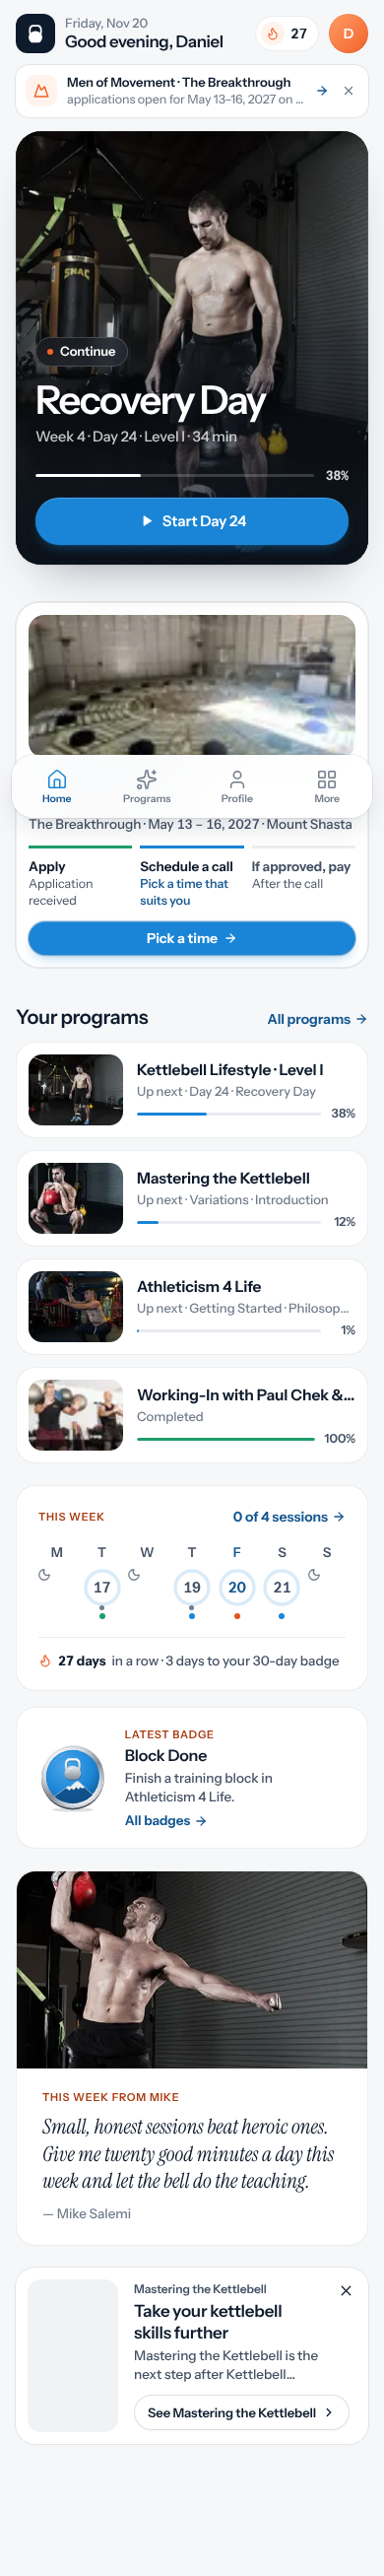 Friday, Nov 20
Good evening, Daniel
27
D
Men of Movement · The Breakthrough
applications open for May 13–16, 2027 on ...
SMAC
Continue
Recovery Day
Week 4 · Day 24 · Level I · 34 min
38%
Start Day 24
Home
Programs
Profile
More
The Breakthrough · May 13 – 16, 2027 · Mount Shasta
Apply
Application
received
Schedule a call
Pick a time that
suits you
If approved, pay
After the call
Pick a time
Your programs
All programs
Kettlebell Lifestyle · Level I
Up next · Day 24 · Recovery Day
38%
Mastering the Kettlebell
Up next · Variations · Introduction
12%
Athleticism 4 Life
Up next · Getting Started · Philosop...
1%
Working-In with Paul Chek &...
Completed
100%
THIS WEEK
0 of 4 sessions
M T W T F S S
17 19 20 21
27 days in a row · 3 days to your 30-day badge
LATEST BADGE
Block Done
Finish a training block in
Athleticism 4 Life.
All badges
THIS WEEK FROM MIKE
Small, honest sessions beat heroic ones.
Give me twenty good minutes a day this
week and let the bell do the teaching.
— Mike Salemi
Mastering the Kettlebell
Take your kettlebell
skills further
Mastering the Kettlebell is the
next step after Kettlebell...
See Mastering the Kettlebell